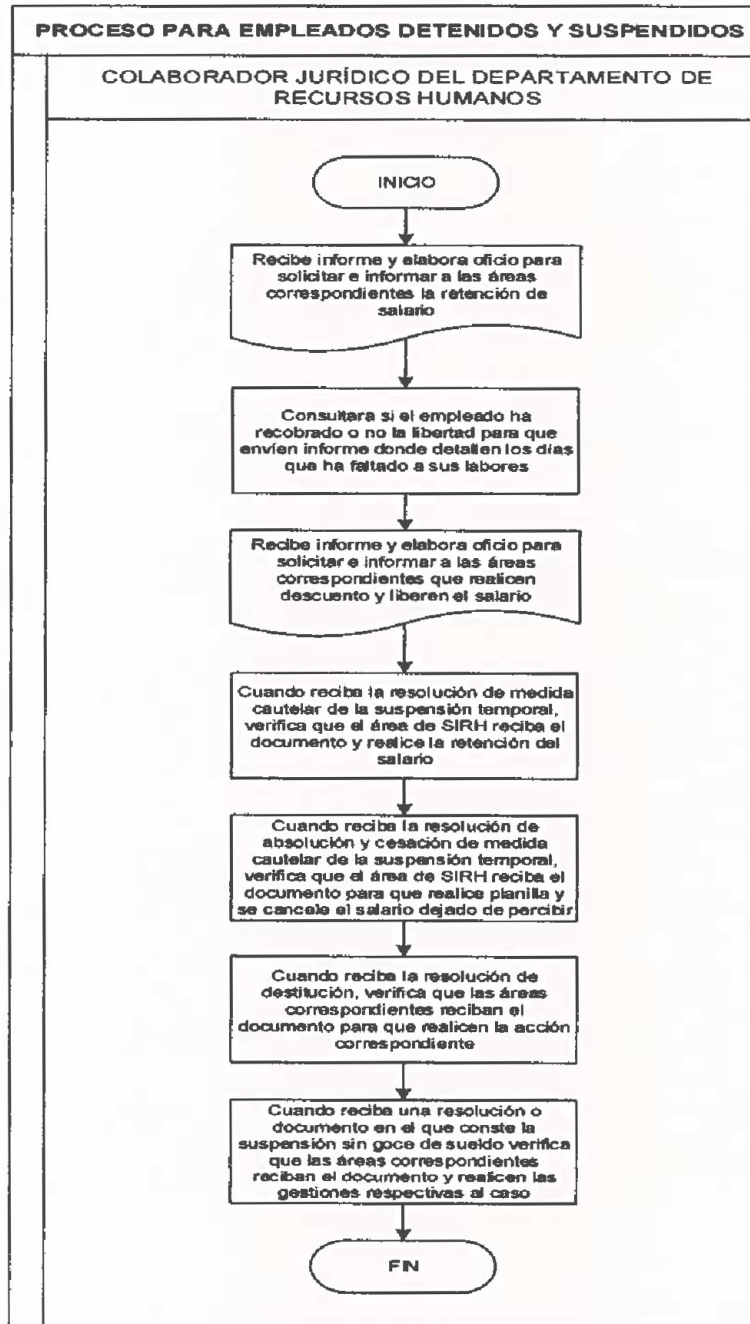 PROCESO PARA EMPLEADOS DETENIDOS Y SUSPENDIDOS
COLABORADOR JURÍDICO DEL DEPARTAMENTO DE
RECURSOS HUMANOS
INICIO
Recibe informe y elabora oficio para
solicitar e informar a las áreas
correspondientes la retención de
salario
Consultara si el empleado ha
recobrado o no la libertad para que
envíen informe donde detallen los días
que ha faltado a sus labores
Recibe informe y elabora oficio para
solicitar e informar a las áreas
correspondientes que realicen
descuento y liberen el salario
Cuando reciba la resolución de medida
cautelar de la suspensión temporal,
verifica que el área de SIRH reciba el
documento y realice la retención del
salario
Cuando reciba la resolución de
absolución y cesación de medida
cautelar de la suspensión temporal,
verifica que el área de SIRH reciba el
documento para que realice planilla y
se cancele el salario dejado de percibir
Cuando reciba la resolución de
destitución, verifica que las áreas
correspondientes reciban el
documento para que realicen la acción
correspondiente
Cuando reciba una resolución o
documento en el que conste la
suspensión sin goce de sueldo verifica
que las áreas correspondientes
reciban el documento y realicen las
gestiones respectivas al caso
FIN